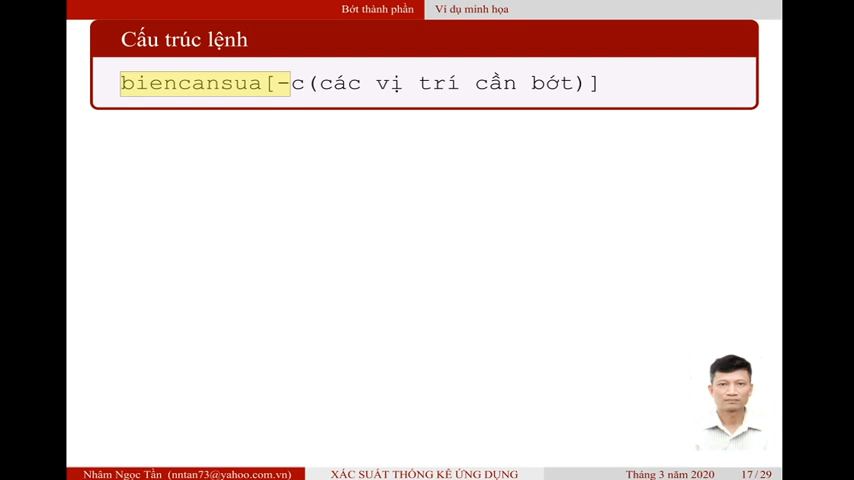 Bớt thành phần Ví dụ minh họa
Cấu trúc lệnh
biencansua[-c(các vị trí cần bớt)]
Nhâm Ngọc Tần (nntan73@yahoo.com.vn) XÁC SUẤT THỐNG KÊ ỨNG DỤNG Tháng 3 năm 2020 17 / 29